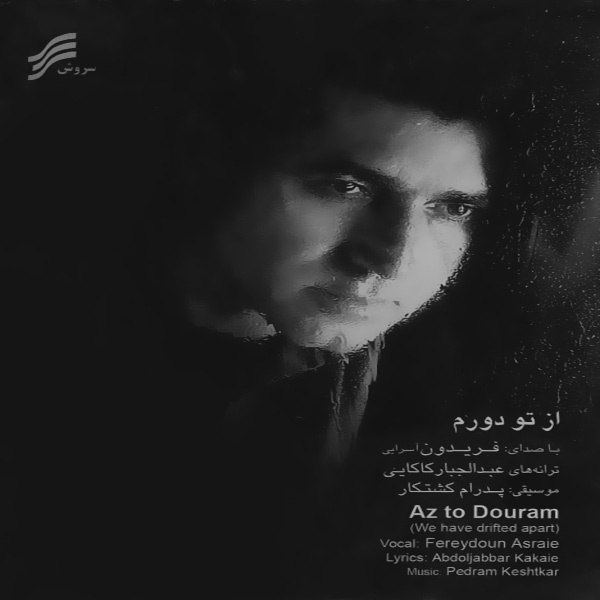 سروش
از تو دورم
با صدای: فریدون آسرایی
ترانه‌های عبدالجبار کاکایی
موسیقی: پدرام کشتکار
Az to Douram
(We have drifted apart)
Vocal: Fereydoun Asraie
Lyrics: Abdoljabbar Kakaie
Music: Pedram Keshtkar